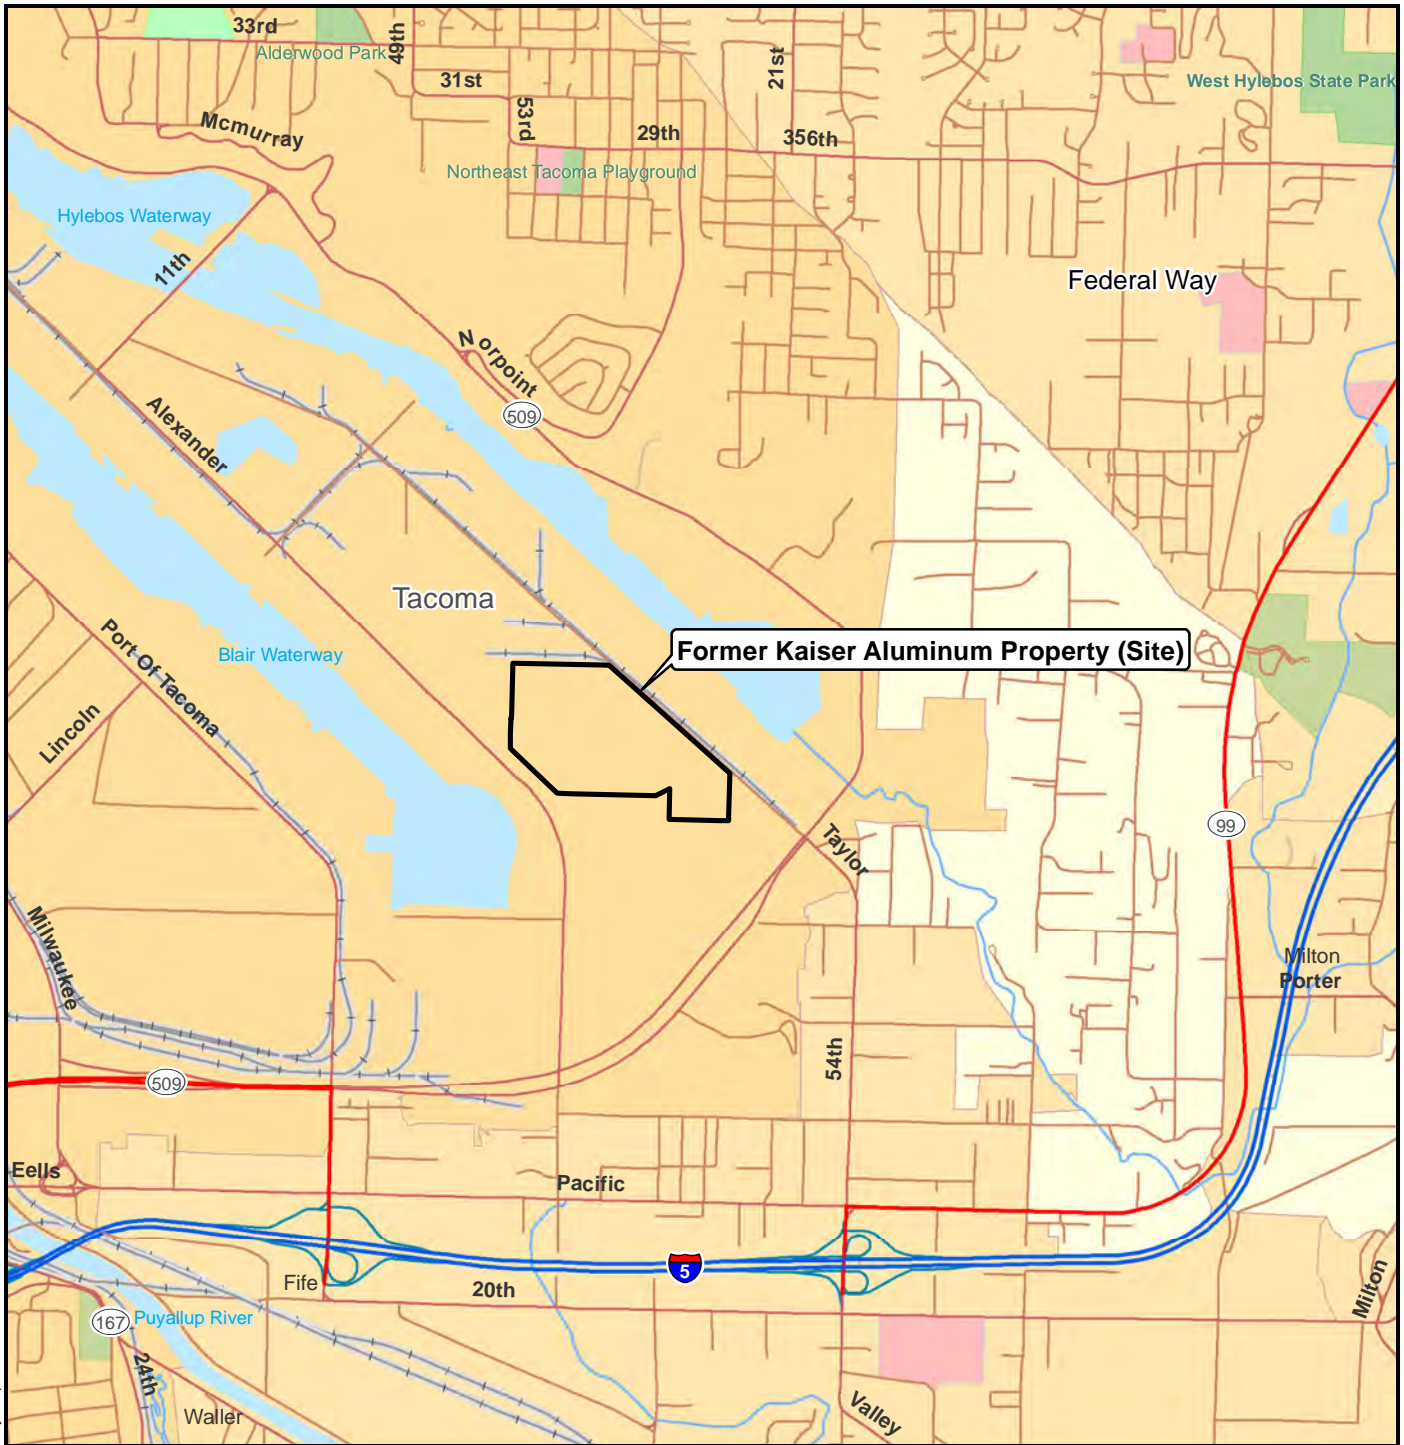 33rd
49th
Alderwood Park
31st
21st
West Hylebos State Park
53rd
Mcmurray
29th
356th
Northeast Tacoma Playground
Hylebos Waterway
11th
Federal Way
Norpoint
509
Alexander
Tacoma
Former Kaiser Aluminum Property (Site)
Port Of Tacoma
Blair Waterway
Lincoln
Taylor
99
Milwaukee
Milton
Porter
54th
509
Eells
Pacific
5
Fife
20th
Milton
167
Puyallup River
24th
Waller
Valley